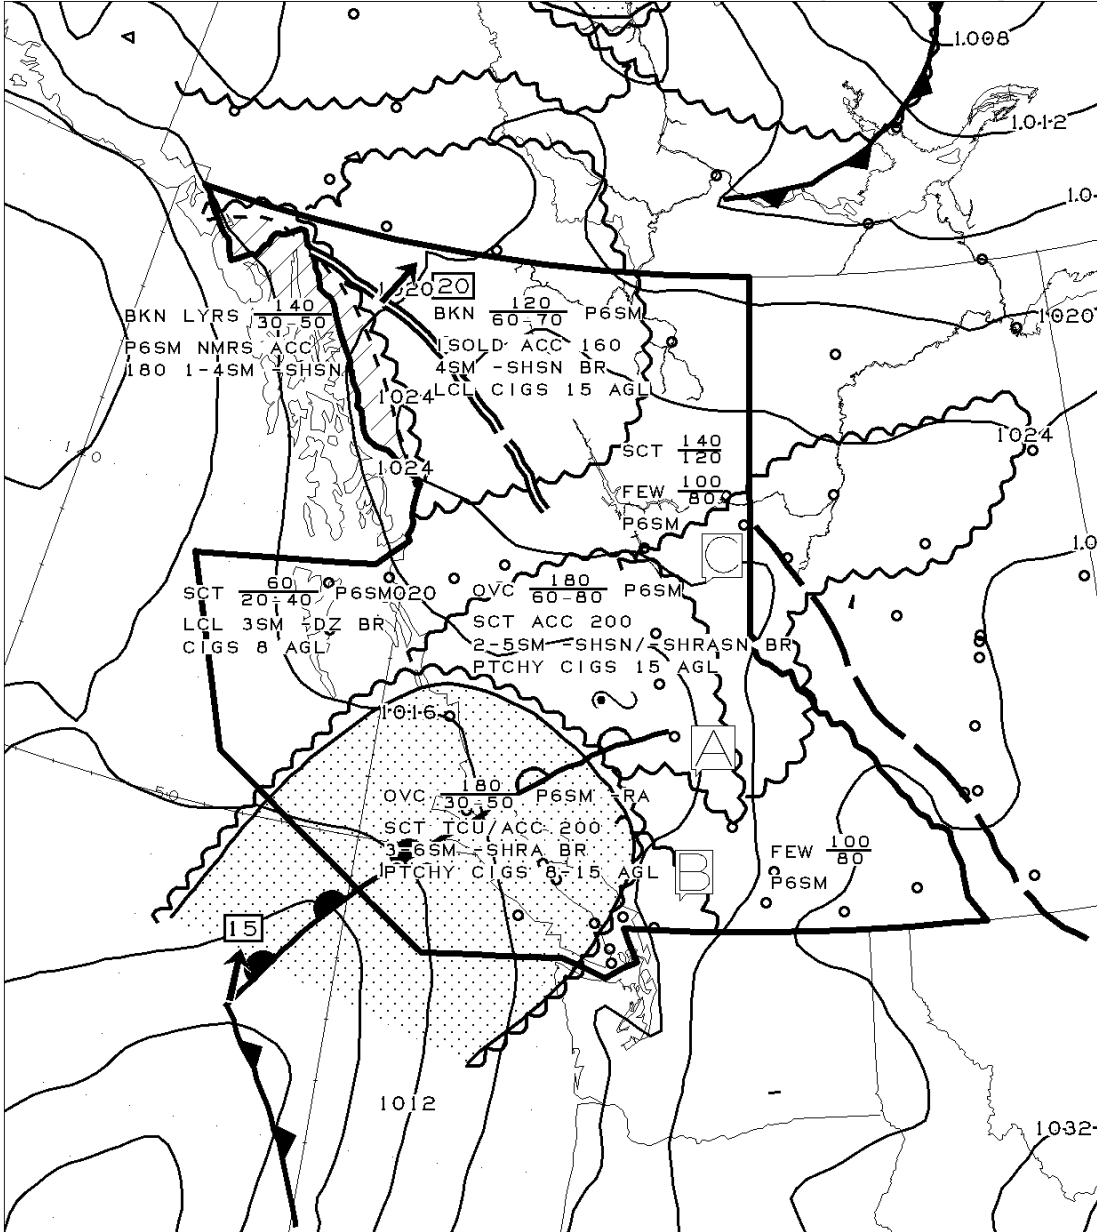 1008
1012
10
20
1020
BKN LYRS 140
30-50
P6SM NMRS ACC
180 1-4SM -SHSN
BKN 120
60-70 P6SM
ISOLD ACC 160
4SM -SHSN BR
LCL CIGS 15 AGL
1020
1024
1024
1024
SCT 140
120
FEW 100
80
P6SM
C
10
SCT 60
20-40 P6SM020
LCL 3SM -DZ BR
CIGS 8 AGL
OVC 180
60-80 P6SM
SCT ACC 200
2-5SM -SHSN/-SHRASN BR
PTCHY CIGS 15 AGL
1016
A
50
OVC 180
30-50 P6SM -RA
SCT TCU/ACC 200
3-6SM -SHRA BR
PTCHY CIGS 8-15 AGL
B
FEW 100
80
P6SM
15
1012
1032